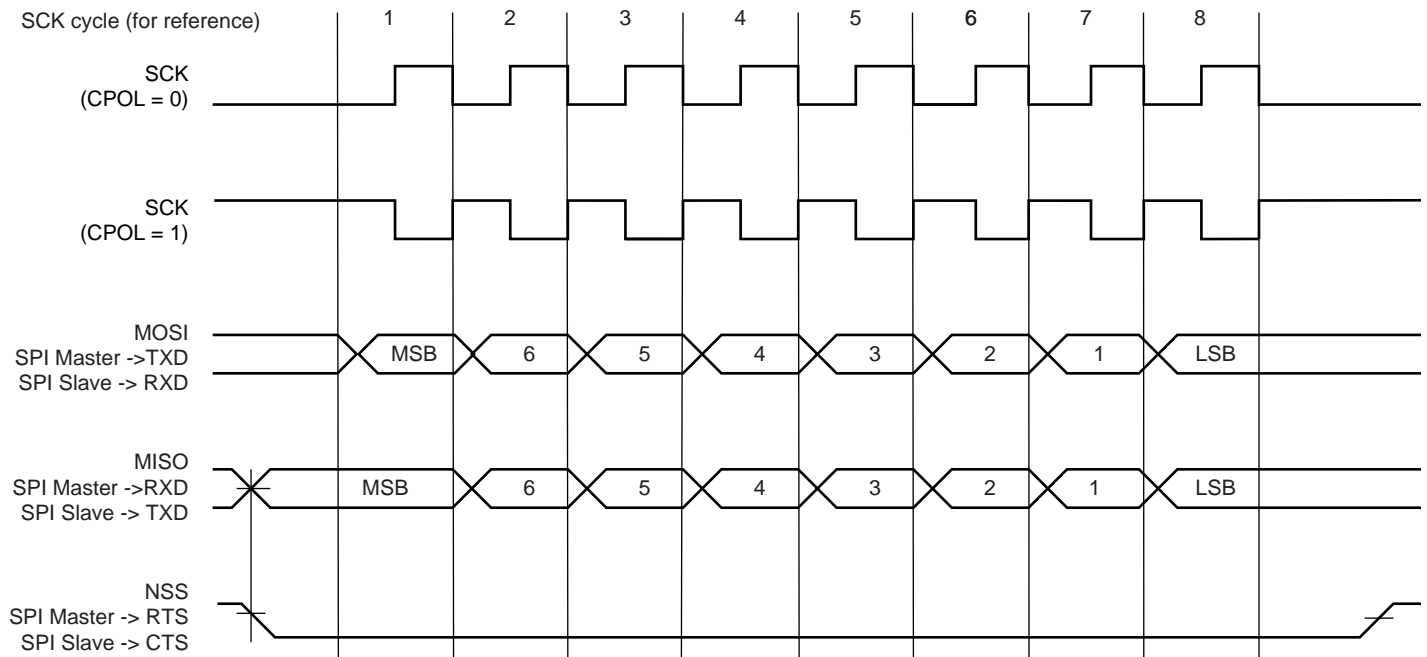 SCK cycle (for reference) 1 2 3 4 5 6 7 8
SCK
(CPOL = 0)
SCK
(CPOL = 1)
MOSI
SPI Master ->TXD
SPI Slave -> RXD
MSB 6 5 4 3 2 1 LSB
MISO
SPI Master ->RXD
SPI Slave -> TXD
MSB 6 5 4 3 2 1 LSB
NSS
SPI Master -> RTS
SPI Slave -> CTS